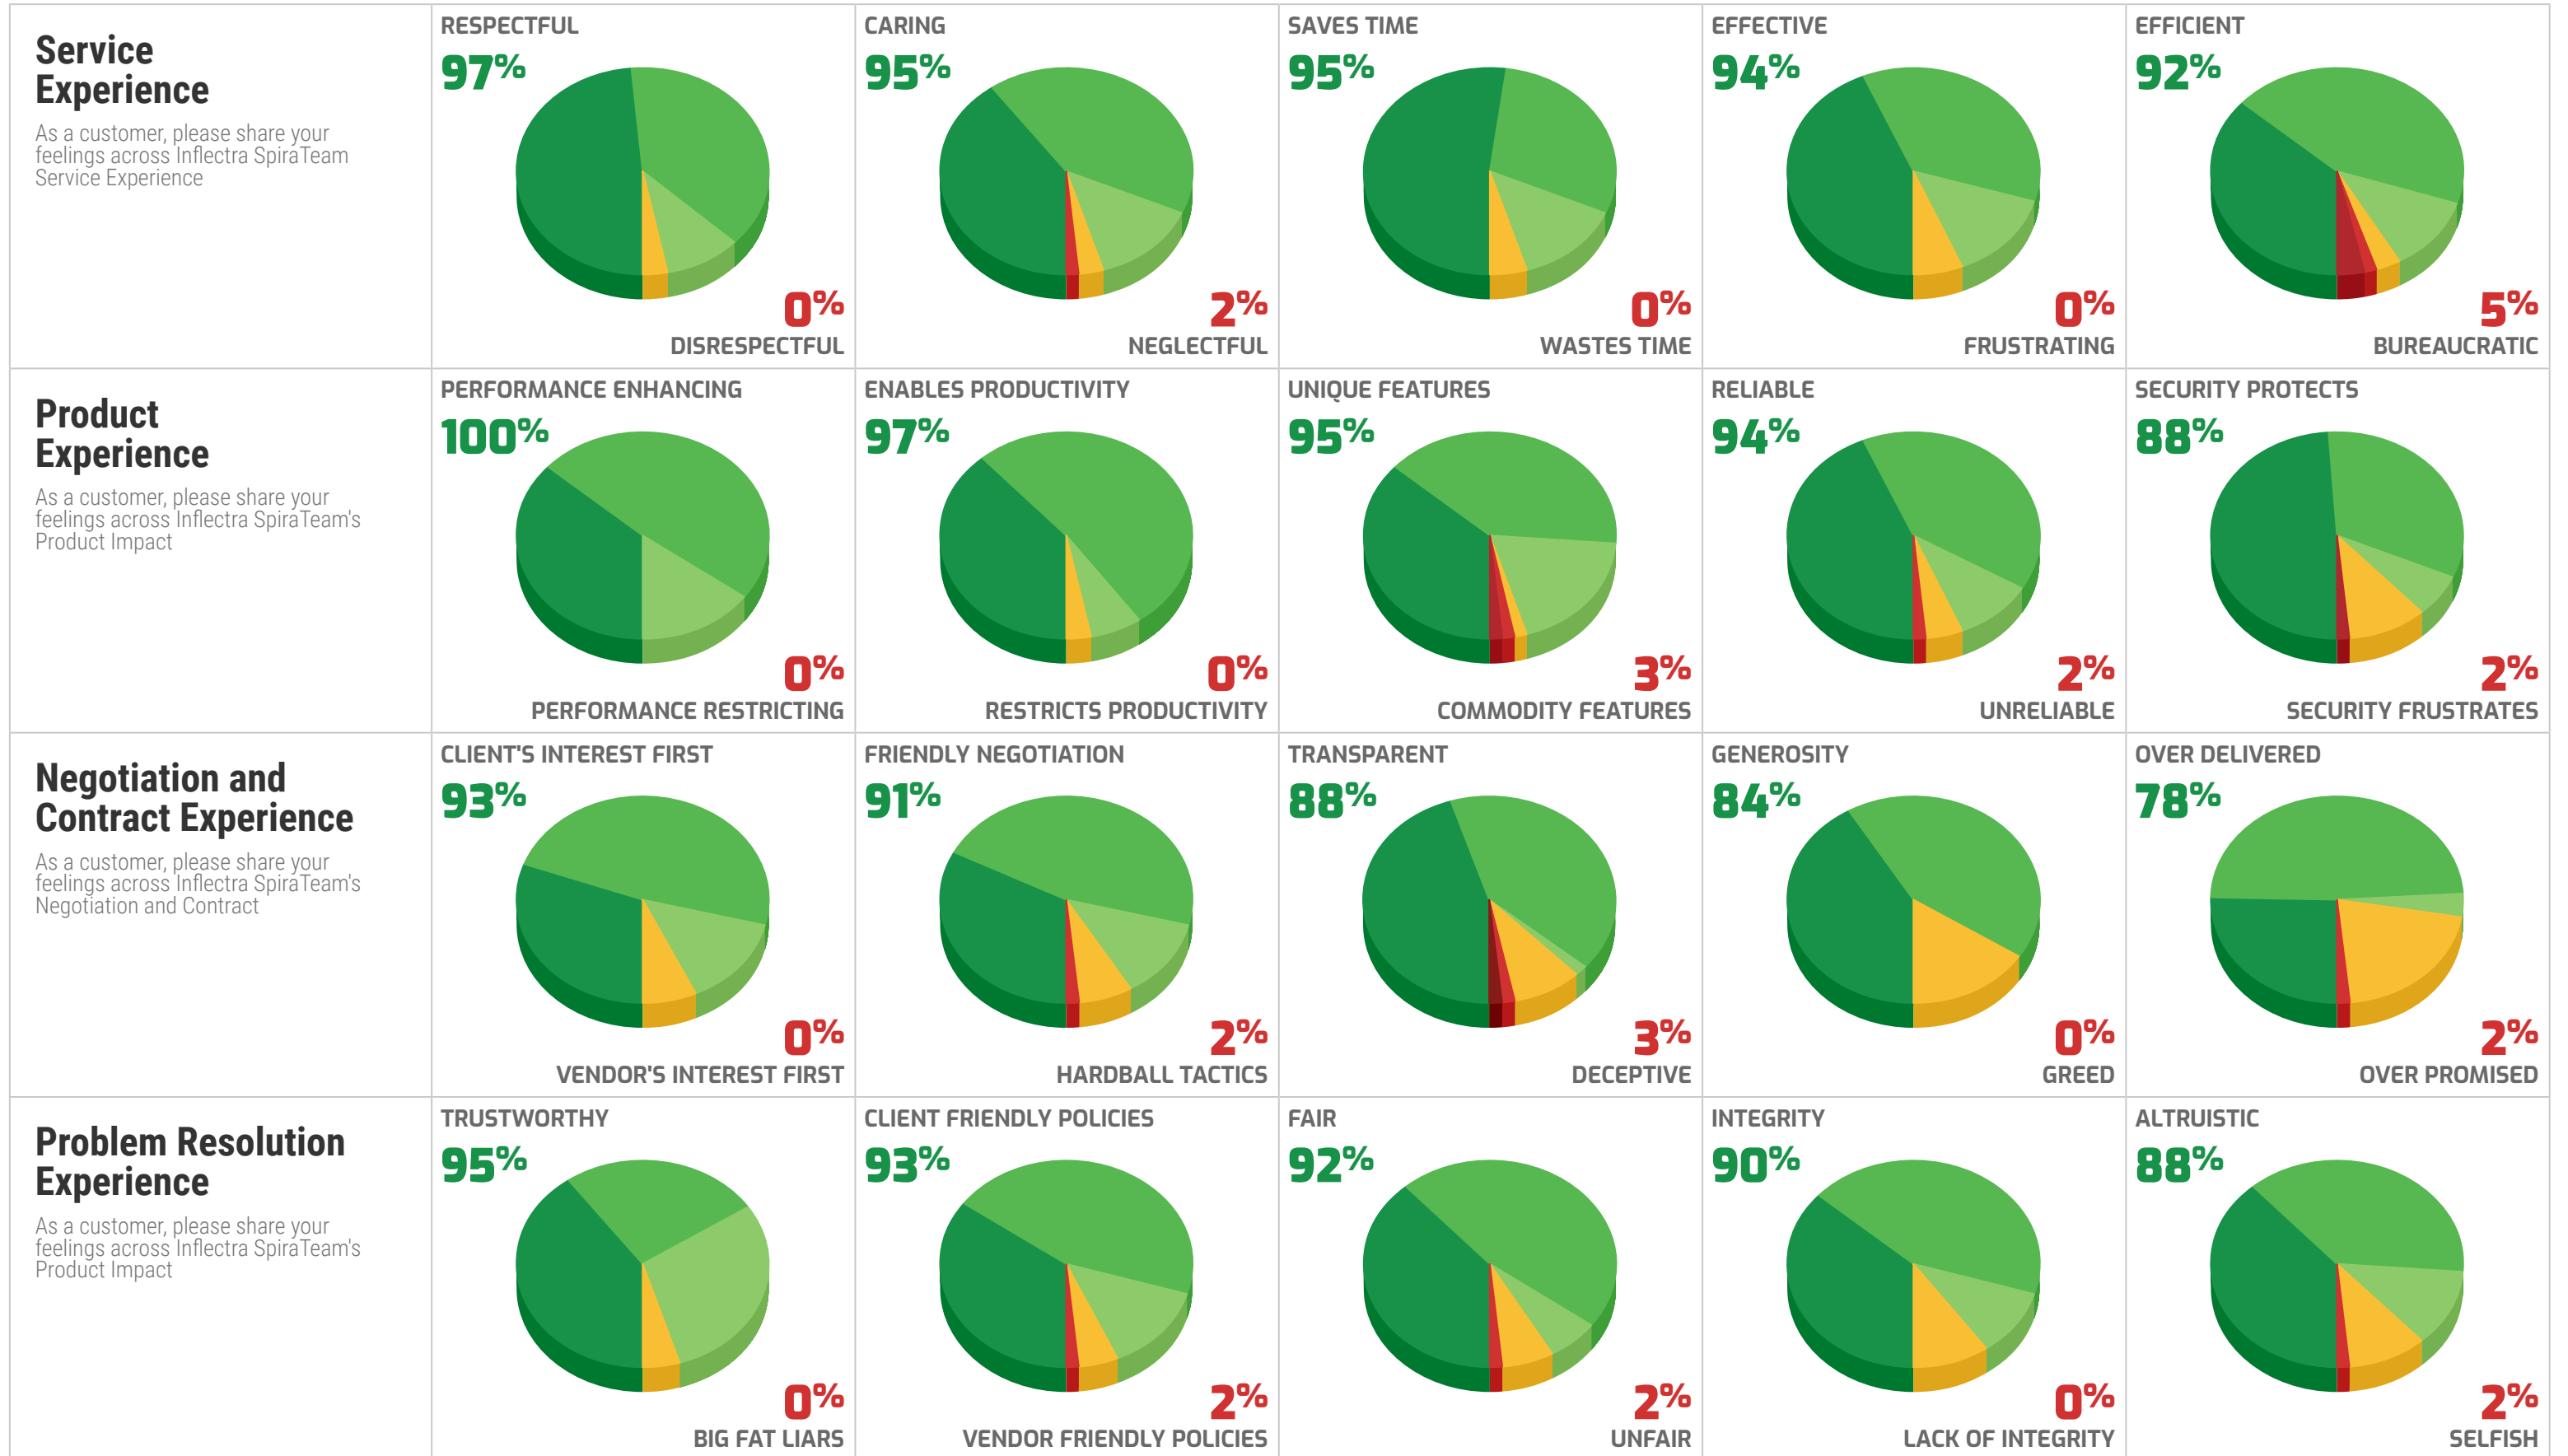 Service
Experience
As a customer, please share your
feelings across Inflectra SpiraTeam
Service Experience
RESPECTFUL
97%
0%
DISRESPECTFUL
CARING
95%
2%
NEGLECTFUL
SAVES TIME
95%
0%
WASTES TIME
EFFECTIVE
94%
0%
FRUSTRATING
EFFICIENT
92%
5%
BUREAUCRATIC
Product
Experience
As a customer, please share your
feelings across Inflectra SpiraTeam's
Product Impact
PERFORMANCE ENHANCING
100%
0%
PERFORMANCE RESTRICTING
ENABLES PRODUCTIVITY
97%
0%
RESTRICTS PRODUCTIVITY
UNIQUE FEATURES
95%
3%
COMMODITY FEATURES
RELIABLE
94%
2%
UNRELIABLE
SECURITY PROTECTS
88%
2%
SECURITY FRUSTRATES
Negotiation and
Contract Experience
As a customer, please share your
feelings across Inflectra SpiraTeam's
Negotiation and Contract
CLIENT'S INTEREST FIRST
93%
0%
VENDOR'S INTEREST FIRST
FRIENDLY NEGOTIATION
91%
2%
HARDBALL TACTICS
TRANSPARENT
88%
3%
DECEPTIVE
GENEROSITY
84%
0%
GREED
OVER DELIVERED
78%
2%
OVER PROMISED
Problem Resolution
Experience
As a customer, please share your
feelings across Inflectra SpiraTeam's
Product Impact
TRUSTWORTHY
95%
0%
BIG FAT LIARS
CLIENT FRIENDLY POLICIES
93%
2%
VENDOR FRIENDLY POLICIES
FAIR
92%
2%
UNFAIR
INTEGRITY
90%
0%
LACK OF INTEGRITY
ALTRUISTIC
88%
2%
SELFISH